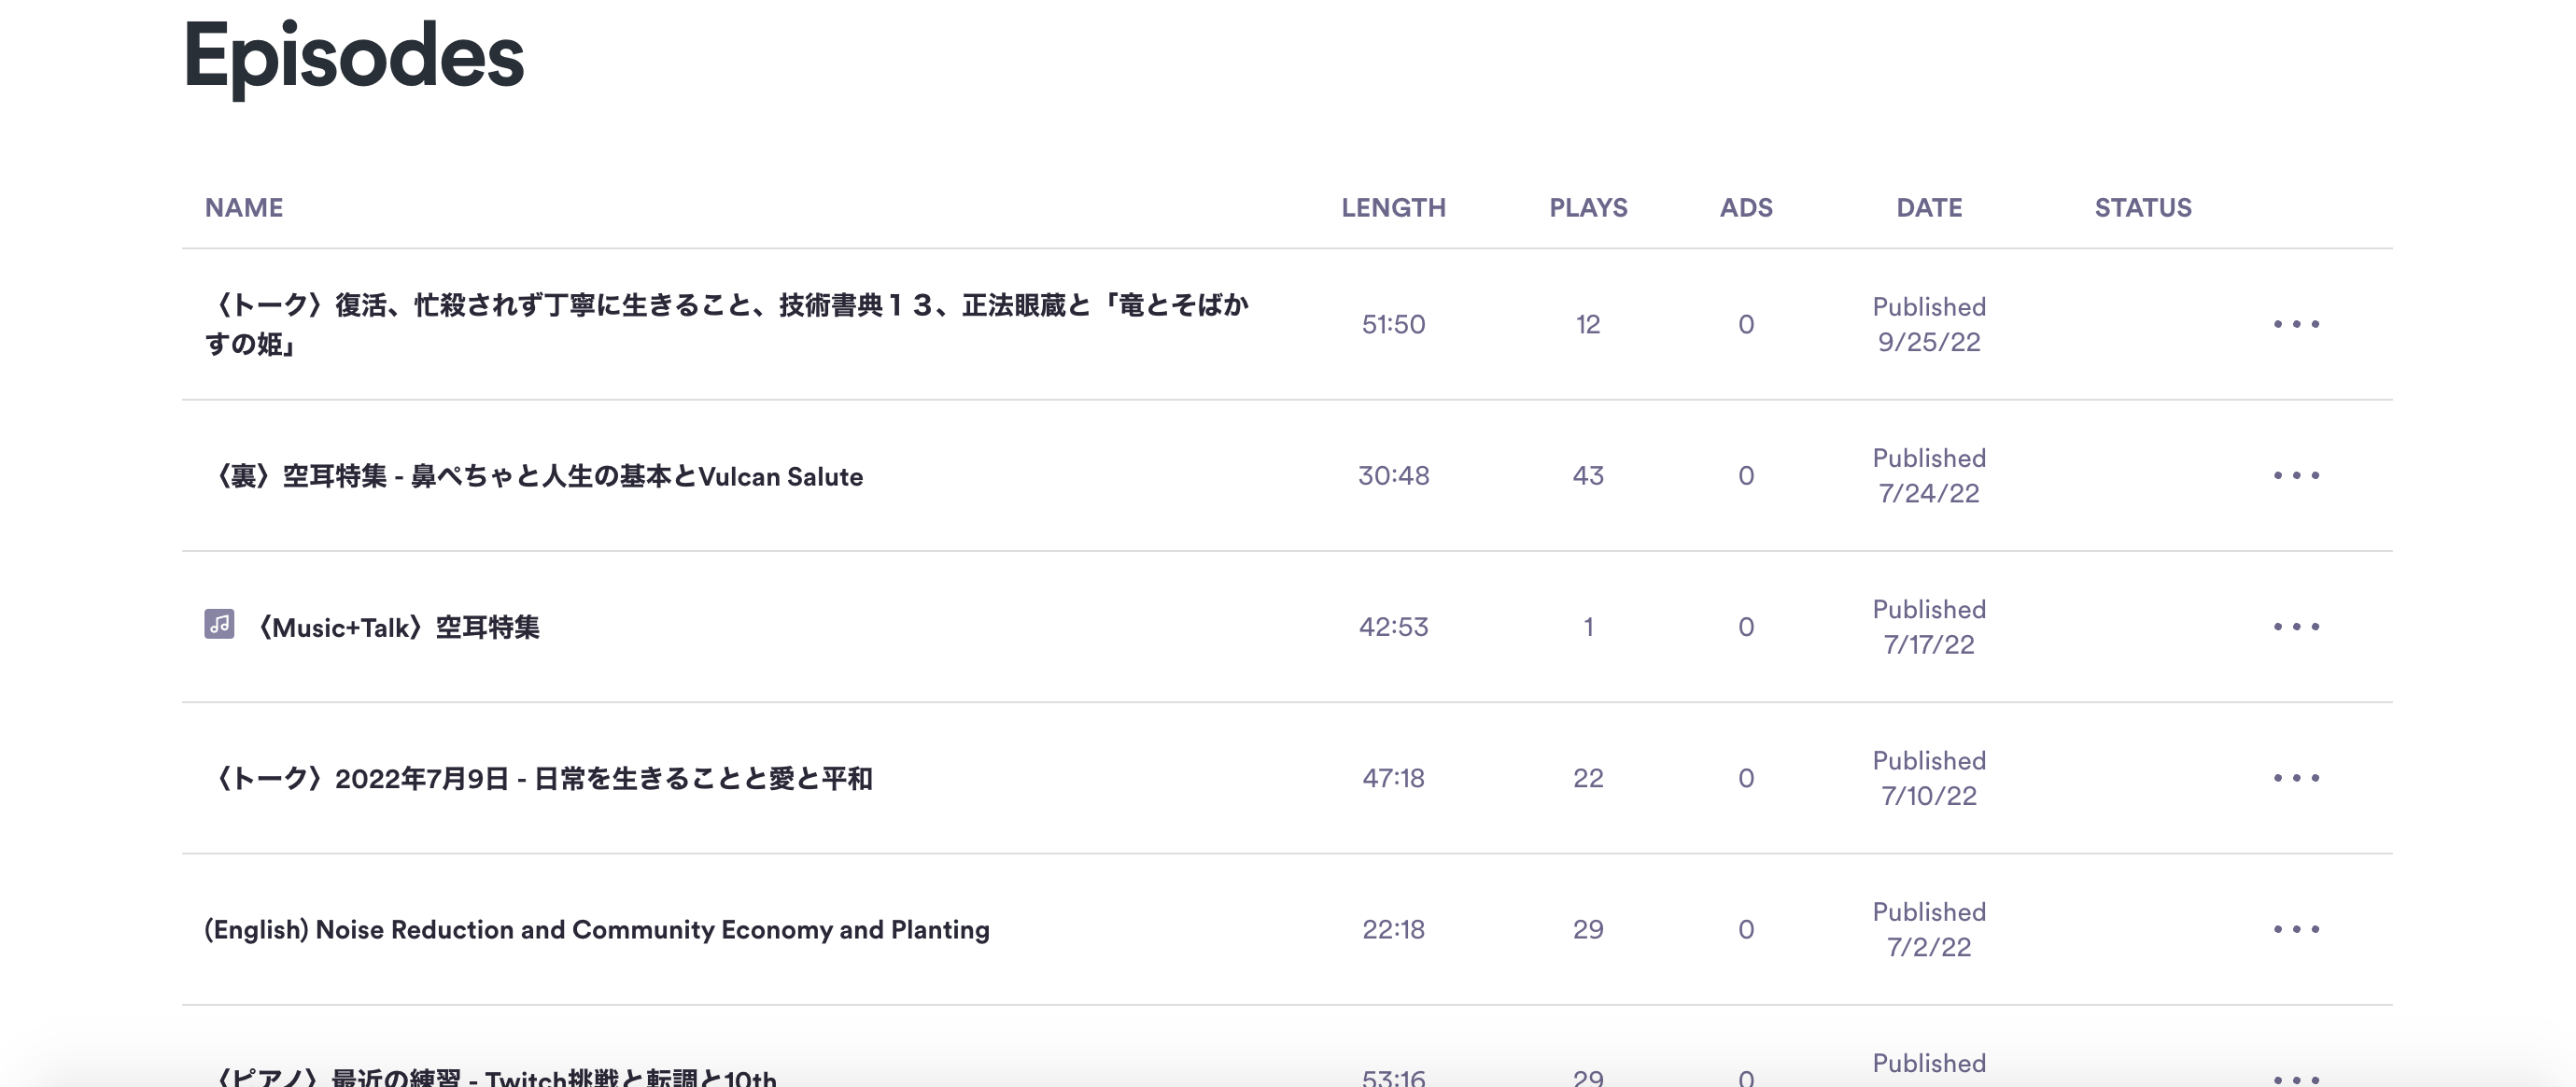 Episodes
NAME LENGTH PLAYS ADS DATE STATUS
〈トーク〉復活、忙殺されず丁寧に生きること、技術書典１３、正法眼蔵と「竜とそばか
すの姫」
51:50 12 0 Published
9/25/22
〈裏〉空耳特集 - 鼻ぺちゃと人生の基本とVulcan Salute 30:48 43 0 Published
7/24/22
〈Music+Talk〉空耳特集 42:53 1 0 Published
7/17/22
〈トーク〉2022年7月9日 - 日常を生きることと愛と平和 47:18 22 0 Published
7/10/22
(English) Noise Reduction and Community Economy and Planting 22:18 29 0 Published
7/2/22
〈ピアノ〉最近の練習 - Twitch挑戦と転調と10th 53:16 29 0 Published